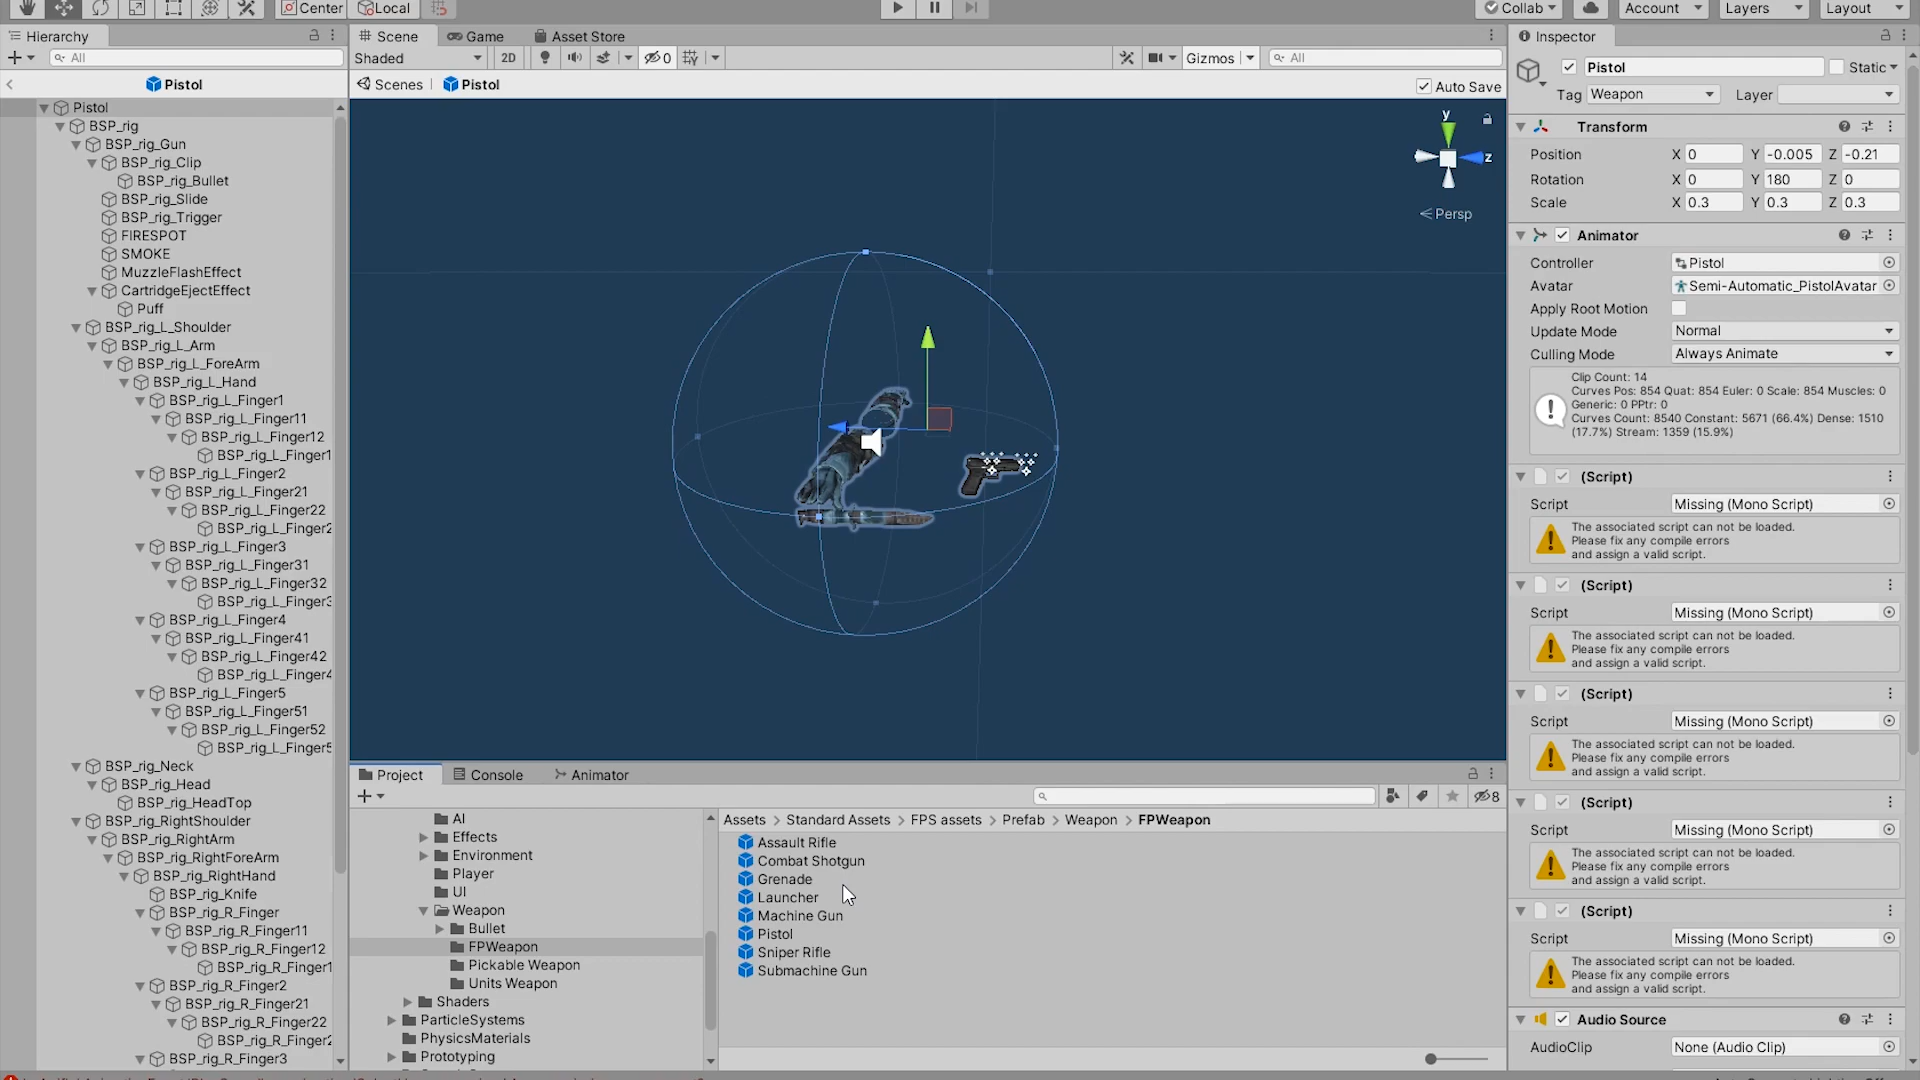 Center
Local
Collab
Account
Layers
Layout
Hierarchy
All
Pistol
Pistol
BSP_rig
BSP_rig_Gun
BSP_rig_Clip
BSP_rig_Bullet
BSP_rig_Slide
BSP_rig_Trigger
FIRESPOT
SMOKE
MuzzleFlashEffect
CartridgeEjectEffect
Puff
BSP_rig_L_Shoulder
BSP_rig_L_Arm
BSP_rig_L_ForeArm
BSP_rig_L_Hand
BSP_rig_L_Finger1
BSP_rig_L_Finger11
BSP_rig_L_Finger12
BSP_rig_L_Finger1
BSP_rig_L_Finger2
BSP_rig_L_Finger21
BSP_rig_L_Finger22
BSP_rig_L_Finger2
BSP_rig_L_Finger3
BSP_rig_L_Finger31
BSP_rig_L_Finger32
BSP_rig_L_Finger3
BSP_rig_L_Finger4
BSP_rig_L_Finger41
BSP_rig_L_Finger42
BSP_rig_L_Finger4
BSP_rig_L_Finger5
BSP_rig_L_Finger51
BSP_rig_L_Finger52
BSP_rig_L_Finger5
BSP_rig_Neck
BSP_rig_Head
BSP_rig_HeadTop
BSP_rig_RightShoulder
BSP_rig_RightArm
BSP_rig_RightForeArm
BSP_rig_RightHand
BSP_rig_Knife
BSP_rig_R_Finger
BSP_rig_R_Finger11
BSP_rig_R_Finger12
BSP_rig_R_Finger1
BSP_rig_R_Finger2
BSP_rig_R_Finger21
BSP_rig_R_Finger22
BSP_rig_R_Finger2
BSP_rig_R_Finger3
Scene
Game
Asset Store
Shaded
2D
0
Gizmos
All
Scenes
Pistol
Auto Save
y
z
Persp
Project
Console
Animator
8
AI
Effects
Environment
Player
UI
Weapon
Bullet
FPWeapon
Pickable Weapon
Units Weapon
Shaders
ParticleSystems
PhysicsMaterials
Prototyping
Assets > Standard Assets > FPS assets > Prefab > Weapon > FPWeapon
Assault Rifle
Combat Shotgun
Grenade
Launcher
Machine Gun
Pistol
Sniper Rifle
Submachine Gun
Inspector
Pistol
Static
Tag Weapon Layer
Transform
Position X 0 Y -0.005 Z -0.21
Rotation X 0 Y 180 Z 0
Scale X 0.3 Y 0.3 Z 0.3
Animator
Controller Pistol
Avatar Semi-Automatic_PistolAvatar
Apply Root Motion
Update Mode Normal
Culling Mode Always Animate
Clip Count: 14
Curves Pos: 854 Quat: 854 Euler: 0 Scale: 854 Muscles: 0
Generic: 0 PPtr: 0
Curves Count: 8540 Constant: 5671 (66.4%) Dense: 1510
(17.7%) Stream: 1359 (15.9%)
(Script)
Script Missing (Mono Script)
The associated script can not be loaded.
Please fix any compile errors
and assign a valid script.
(Script)
Script Missing (Mono Script)
The associated script can not be loaded.
Please fix any compile errors
and assign a valid script.
(Script)
Script Missing (Mono Script)
The associated script can not be loaded.
Please fix any compile errors
and assign a valid script.
(Script)
Script Missing (Mono Script)
The associated script can not be loaded.
Please fix any compile errors
and assign a valid script.
(Script)
Script Missing (Mono Script)
The associated script can not be loaded.
Please fix any compile errors
and assign a valid script.
Audio Source
AudioClip None (Audio Clip)